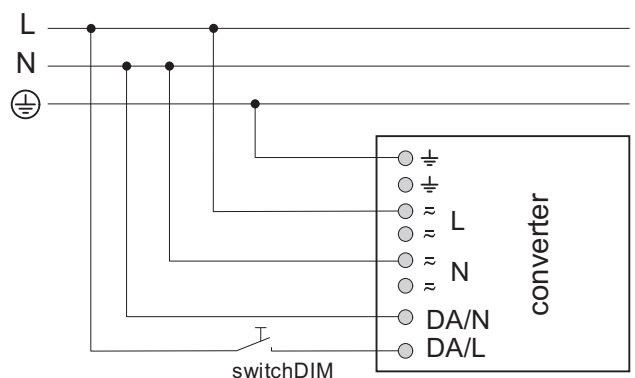 L
N
⏚
⏚
⏚
≂ L
≂
≂ N
≂
DA/N
DA/L
switchDIM
converter